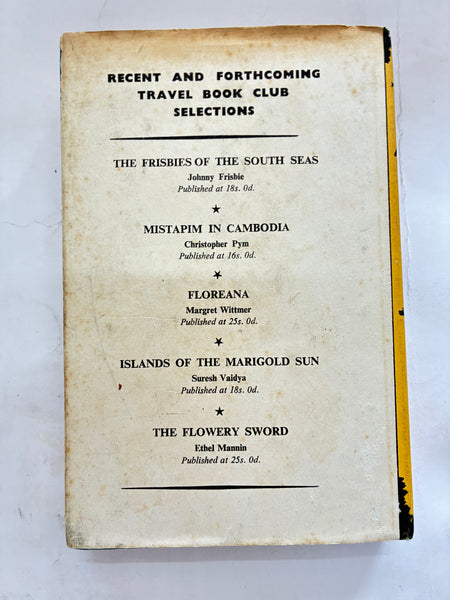 RECENT AND FORTHCOMING
TRAVEL BOOK CLUB
SELECTIONS
THE FRISBIES OF THE SOUTH SEAS
Johnny Frisbie
Published at 18s. 0d.
★
MISTAPIM IN CAMBODIA
Christopher Pym
Published at 16s. 0d.
★
FLOREANA
Margret Wittmer
Published at 25s. 0d.
★
ISLANDS OF THE MARIGOLD SUN
Suresh Vaidya
Published at 18s. 0d.
★
THE FLOWERY SWORD
Ethel Mannin
Published at 25s. 0d.